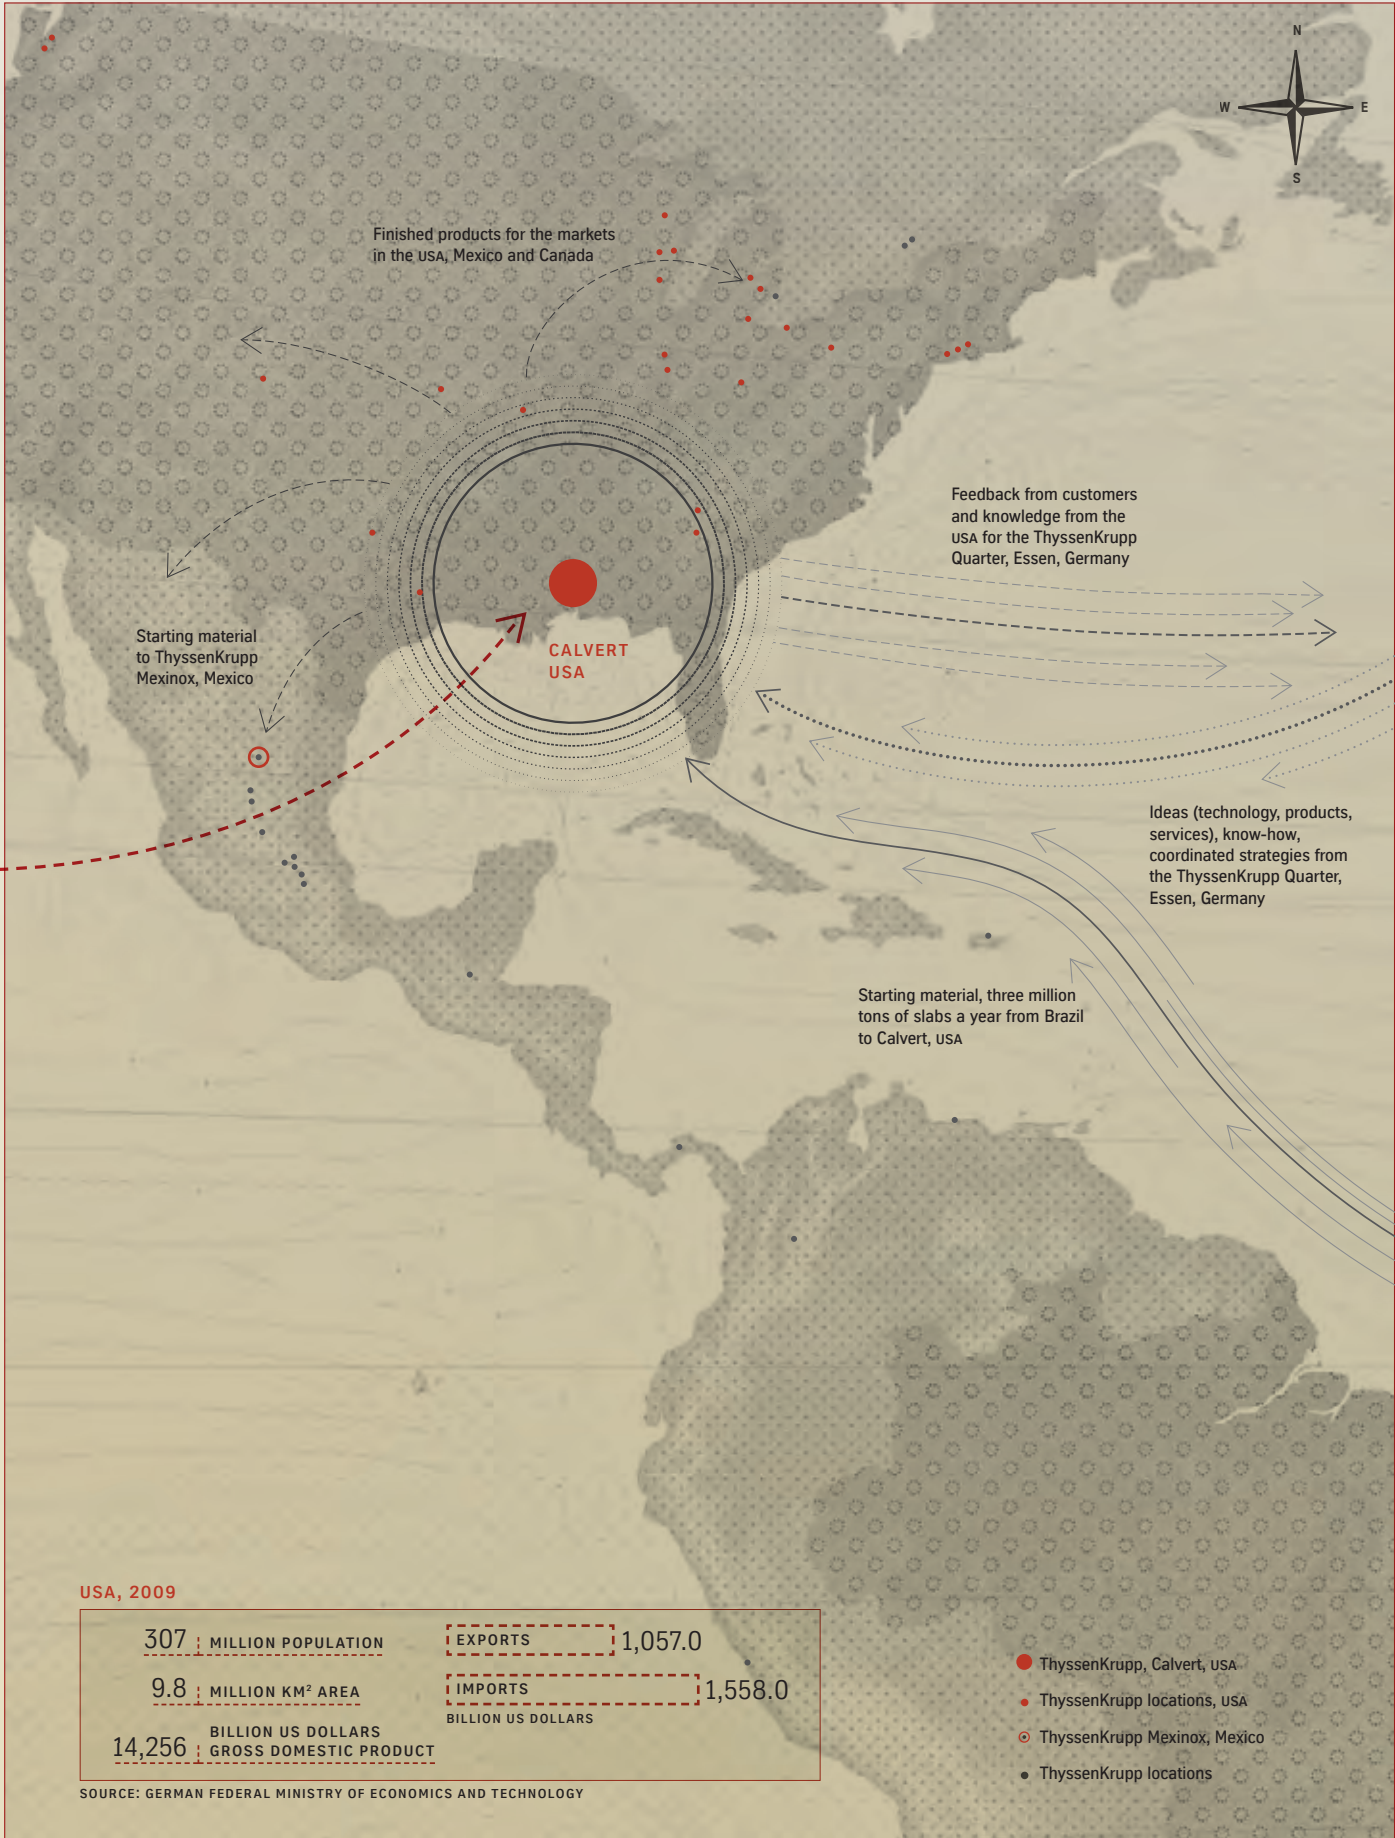 N
W
E
S
Finished products for the markets
in the USA, Mexico and Canada
Feedback from customers
and knowledge from the
USA for the ThyssenKrupp
Quarter, Essen, Germany
Starting material
to ThyssenKrupp
Mexinox, Mexico
CALVERT
USA
Ideas (technology, products,
services), know-how,
coordinated strategies from
the ThyssenKrupp Quarter,
Essen, Germany
Starting material, three million
tons of slabs a year from Brazil
to Calvert, USA
USA, 2009
307 MILLION POPULATION
9.8 MILLION KM² AREA
14,256 BILLION US DOLLARS
GROSS DOMESTIC PRODUCT
EXPORTS 1,057.0
IMPORTS 1,558.0
BILLION US DOLLARS
SOURCE: GERMAN FEDERAL MINISTRY OF ECONOMICS AND TECHNOLOGY
ThyssenKrupp, Calvert, USA
ThyssenKrupp locations, USA
ThyssenKrupp Mexinox, Mexico
ThyssenKrupp locations